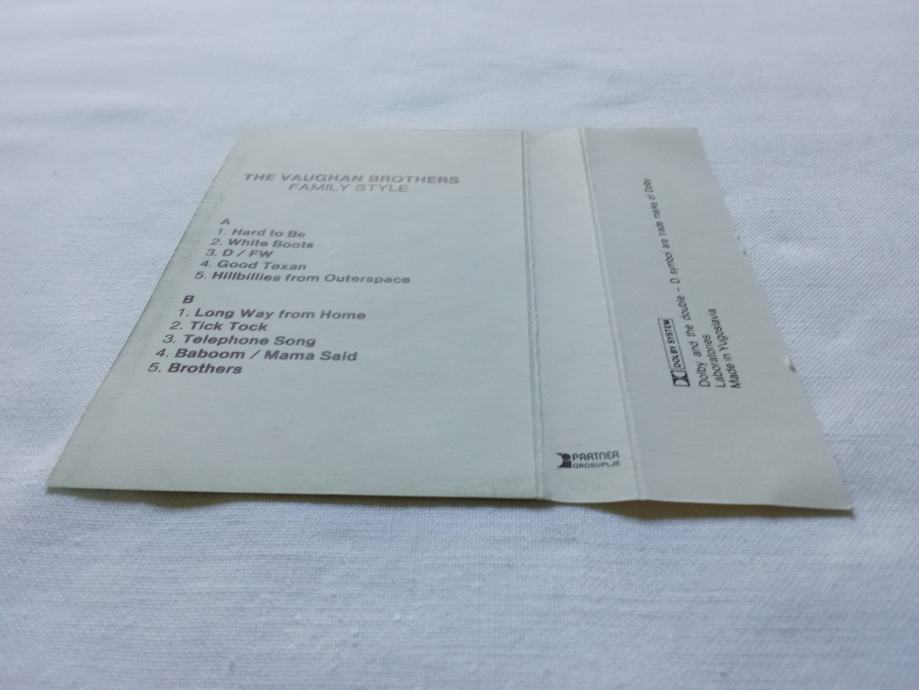 THE VAUGHAN BROTHERS
FAMILY STYLE
A
1. Hard to Be
2. White Boots
3. D / FW
4. Good Texan
5. Hillbillies from Outerspace
B
1. Long Way from Home
2. Tick Tock
3. Telephone Song
4. Baboom / Mama Said
5. Brothers
PARTNER
GROSUPLJE
DOLBY SYSTEM
Dolby and the double - D symbol are trade marks of Dolby
Laboratories
Made in Yugoslavia